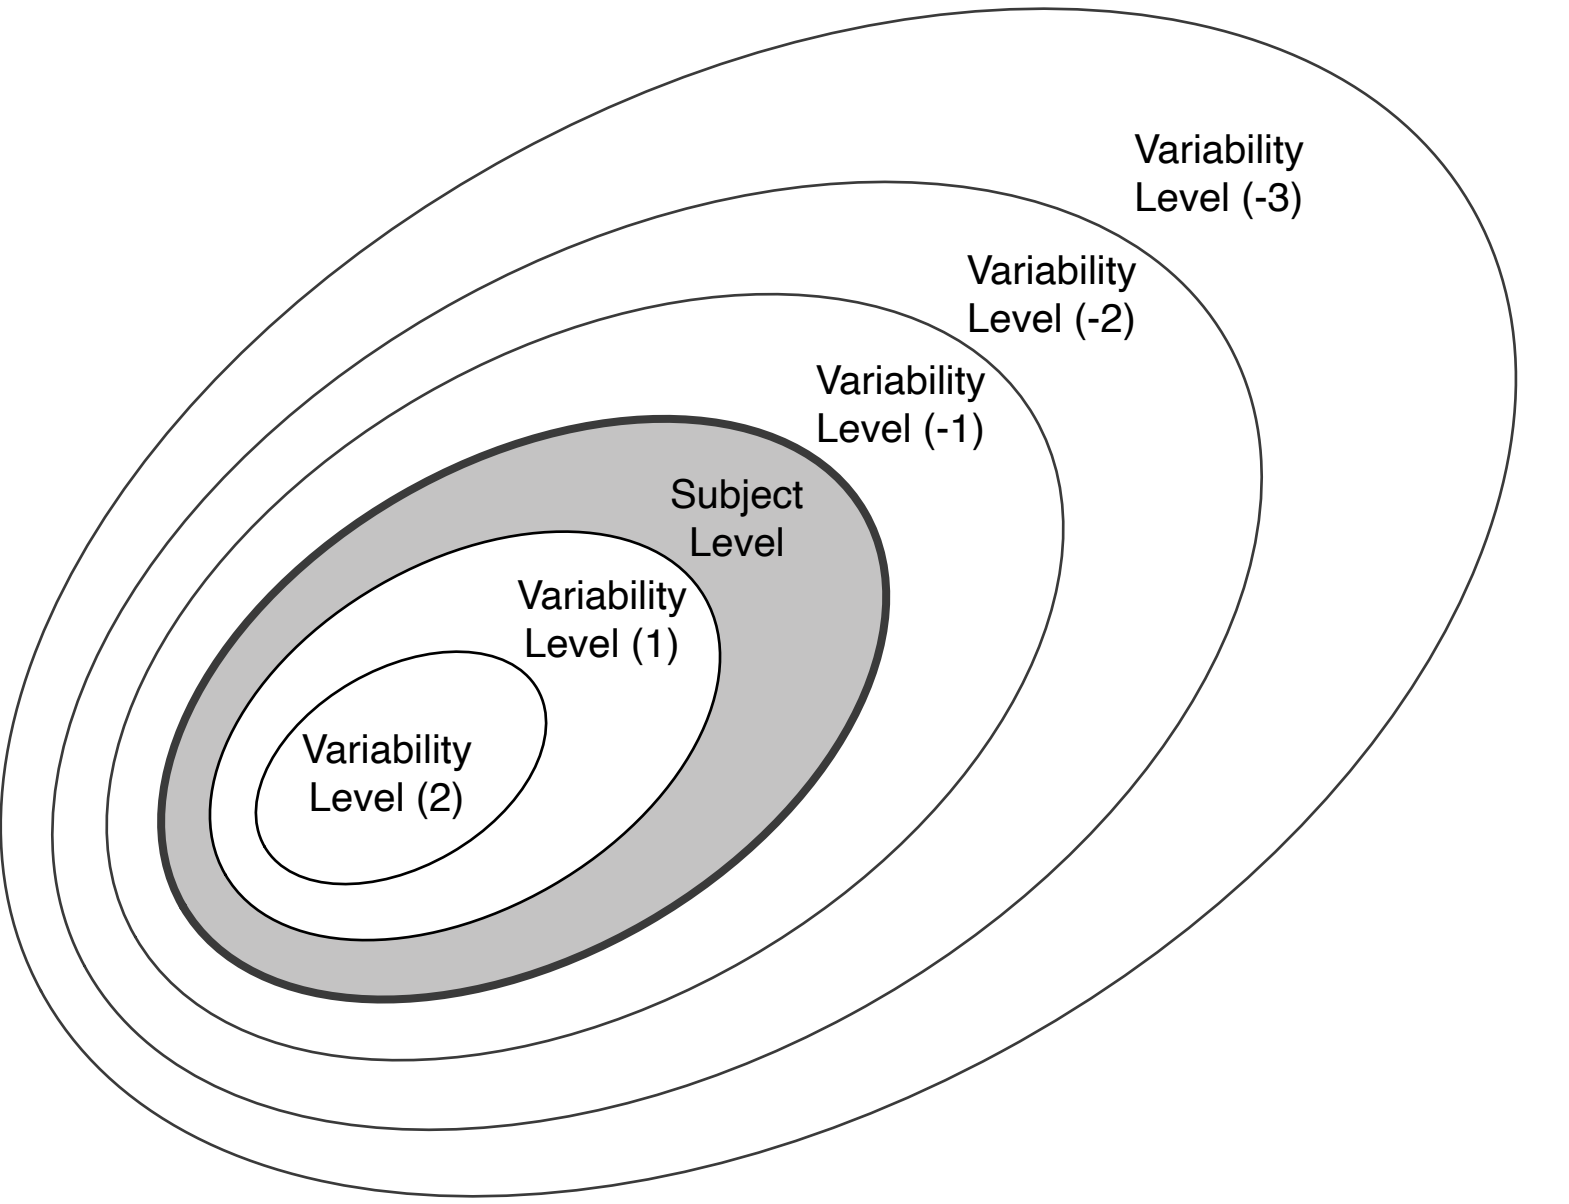 Variability
Level (-3)
Variability
Level (-2)
Variability
Level (-1)
Subject
Level
Variability
Level (1)
Variability
Level (2)